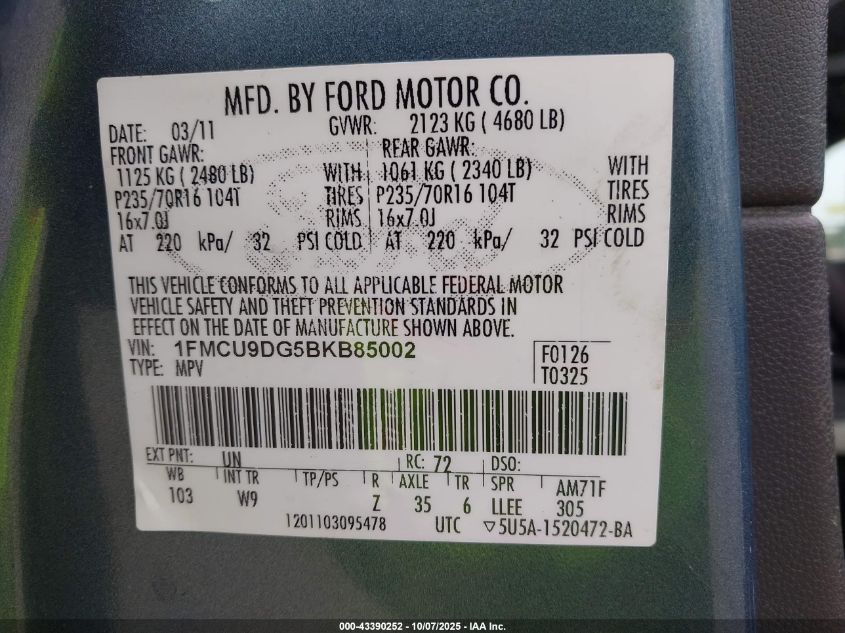 MFD. BY FORD MOTOR CO.
DATE: 03/11 GVWR: 2123 KG ( 4680 LB)
FRONT GAWR: REAR GAWR:
1125 KG ( 2480 LB) WITH 1061 KG ( 2340 LB) WITH
P235/70R16 104T TIRES P235/70R16 104T TIRES
16x7.0J RIMS 16x7.0J RIMS
AT 220 kPa/ 32 PSI COLD AT 220 kPa/ 32 PSI COLD
THIS VEHICLE CONFORMS TO ALL APPLICABLE FEDERAL MOTOR
VEHICLE SAFETY AND THEFT PREVENTION STANDARDS IN
EFFECT ON THE DATE OF MANUFACTURE SHOWN ABOVE.
VIN: 1FMCU9DG5BKB85002 F0126
TYPE: MPV T0325
EXT PNT: UN RC: 72 DSO:
WB INT TR TP/PS R AXLE TR SPR AM71F
103 W9 Z 35 6 LLEE 305
1201103095478 UTC ▽5U5A-1520472-BA
000-43390252 - 10/07/2025 - IAA Inc.